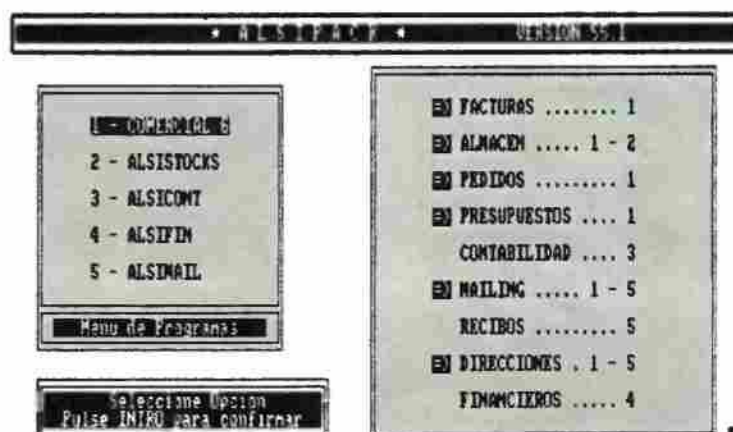 * A L S I P A C K * VERSION 55.1
1 - COMERCIAL 6
2 - ALSISTOCKS
3 - ALSICONT
4 - ALSIFIN
5 - ALSIMAIL
Menu de Programas
Seleccione Opcion
Pulse INTRO para confirmar
FACTURAS ........ 1
ALMACEN ..... 1 - 2
PEDIDOS ......... 1
PRESUPUESTOS .... 1
CONTABILIDAD .... 3
MAILING ..... 1 - 5
RECIBOS ......... 5
DIRECCIONES . 1 - 5
FINANCIEROS ..... 4